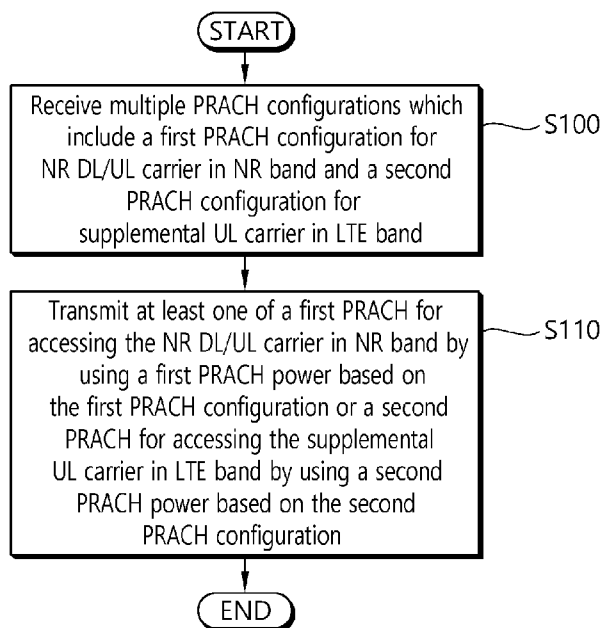 START
Receive multiple PRACH configurations which
include a first PRACH configuration for
NR DL/UL carrier in NR band and a second
PRACH configuration for
supplemental UL carrier in LTE band
S100
Transmit at least one of a first PRACH for
accessing the NR DL/UL carrier in NR band by
using a first PRACH power based on
the first PRACH configuration or a second
PRACH for accessing the supplemental
UL carrier in LTE band by using a second
PRACH power based on the second
PRACH configuration
S110
END